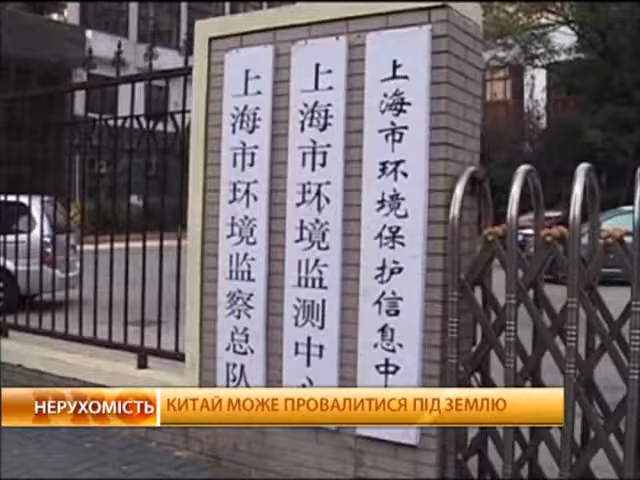 上海市环境监察总队
上海市环境监测中心
上海市环境保护信息中
НЕРУХОМІСТЬ
КИТАЙ МОЖЕ ПРОВАЛИТИСЯ ПІД ЗЕМЛЮ